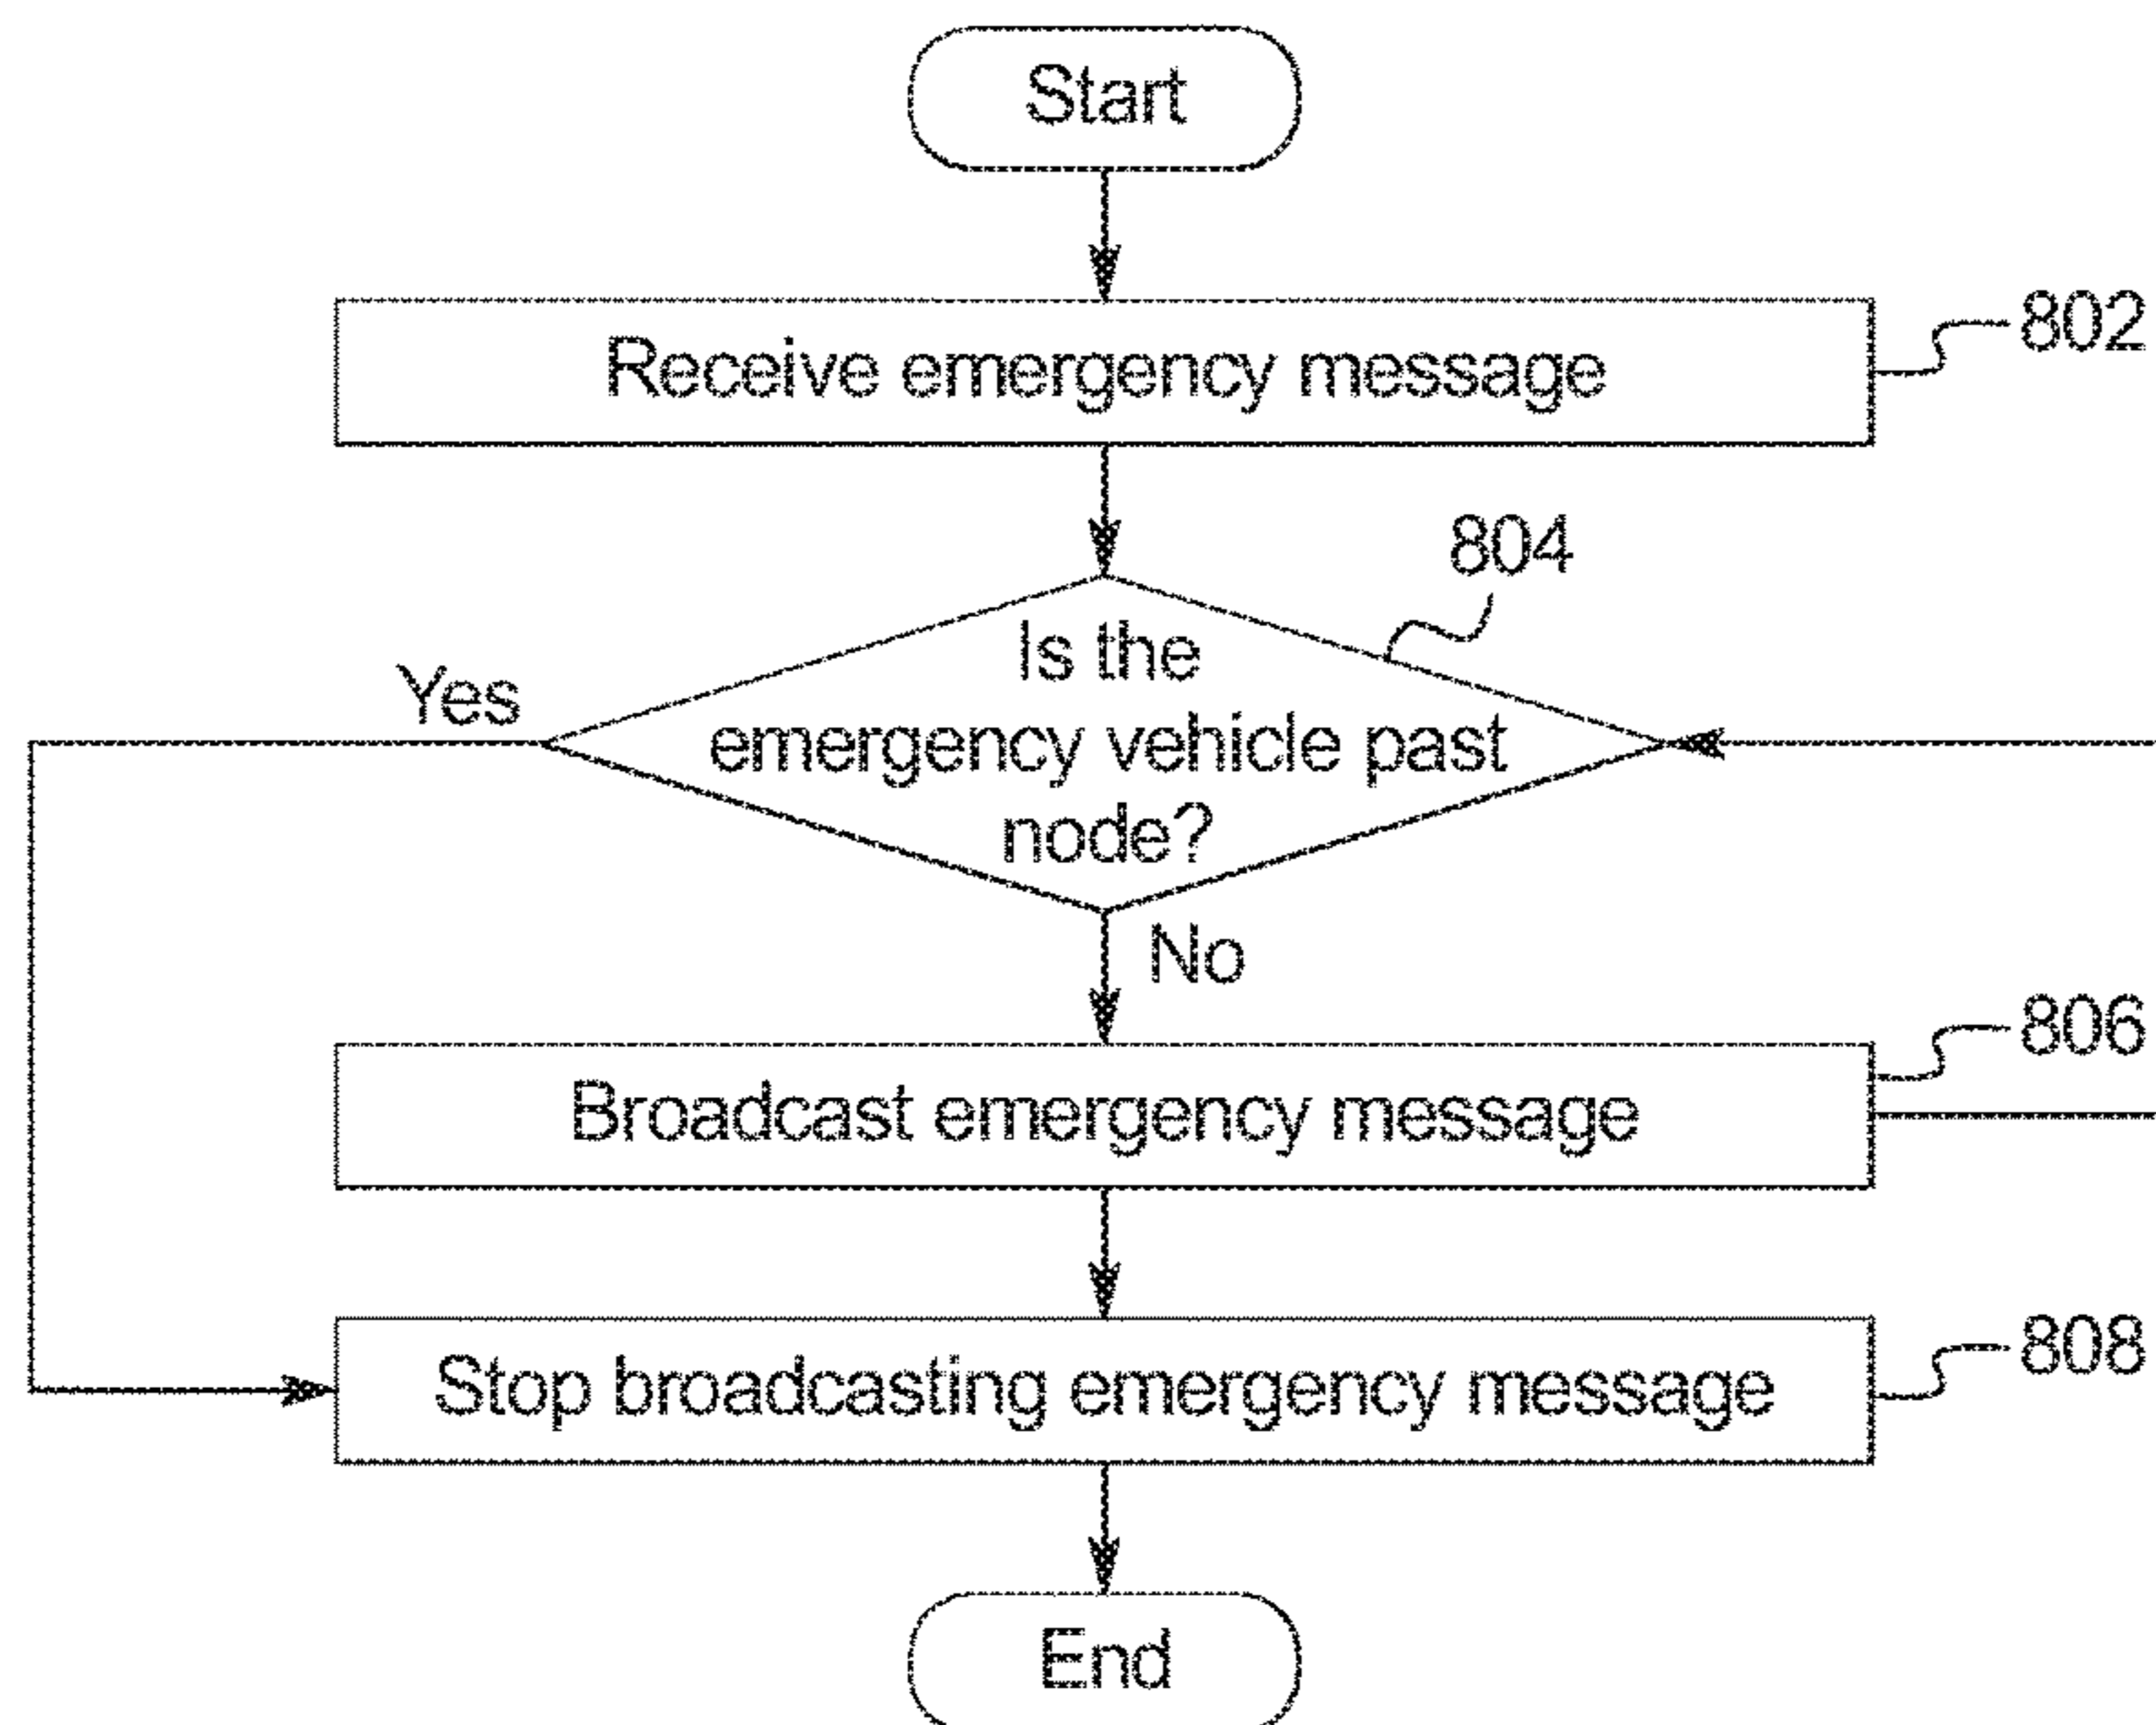 Start
Receive emergency message
802
804
Is the
emergency vehicle past
node?
Yes
No
806
Broadcast emergency message
808
Stop broadcasting emergency message
End